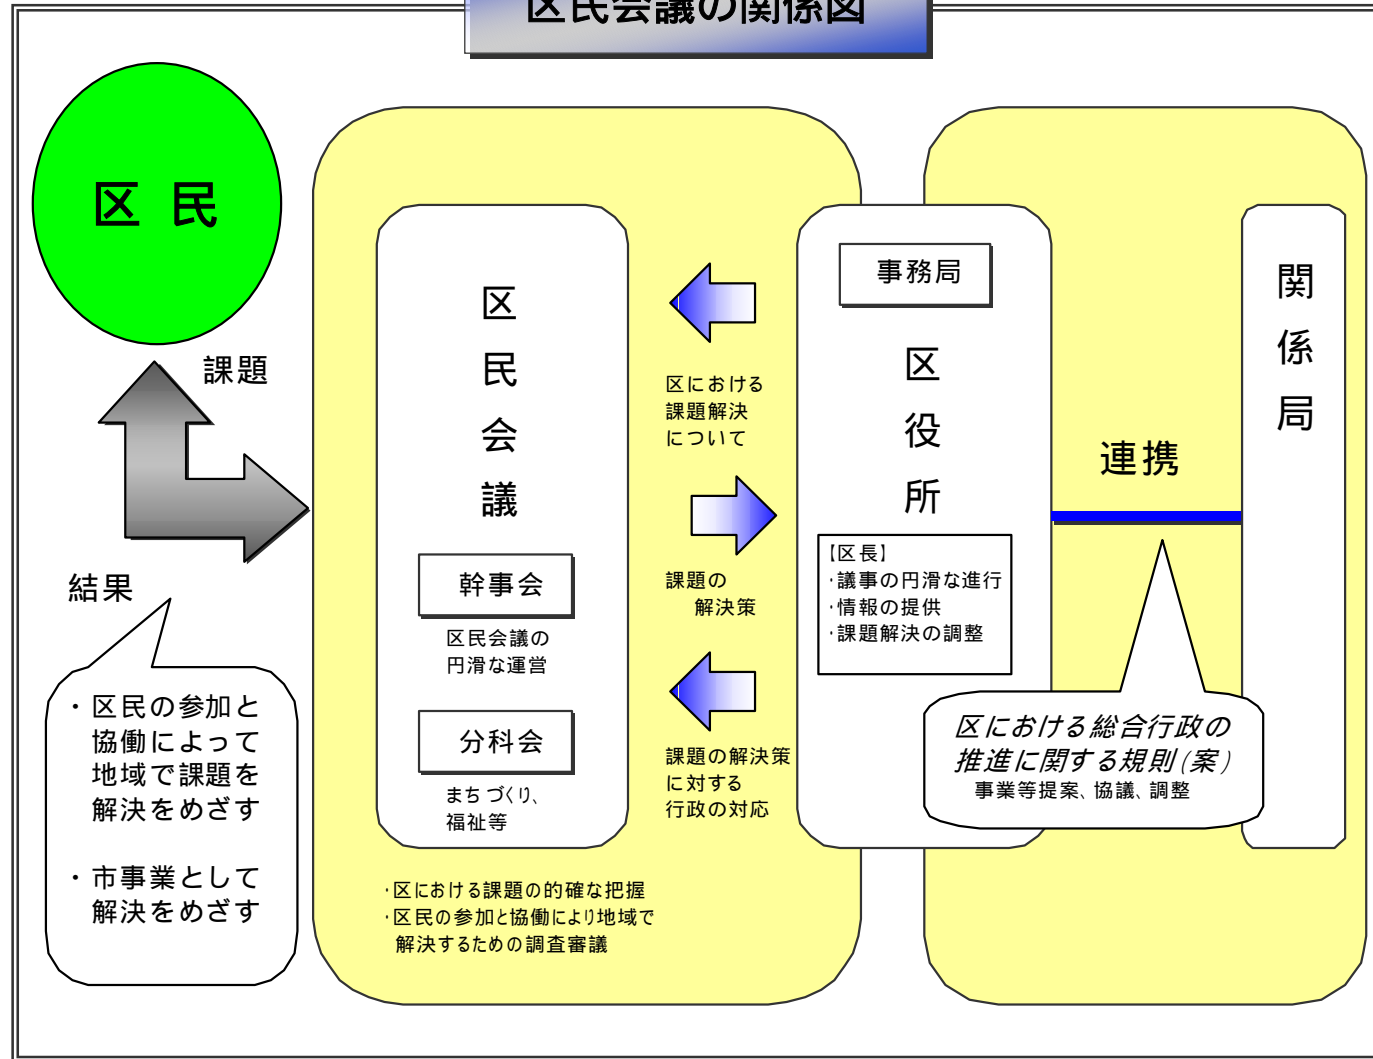 区民会議の関係図
区 民
課題
結果
・区民の参加と
協働によって
地域で課題を
解決をめざす
・市事業として
解決をめざす
区民会議
幹事会
区民会議の
円滑な運営
分科会
まちづくり、
福祉等
・区における課題の的確な把握
・区民の参加と協働により地域で
解決するための調査審議
区における
課題解決
について
課題の
解決策
課題の解決策
に対する
行政の対応
事務局
区役所
【区長】
・議事の円滑な進行
・情報の提供
・課題解決の調整
連携
区における総合行政の
推進に関する規則(案)
事業等提案、協議、調整
関係局